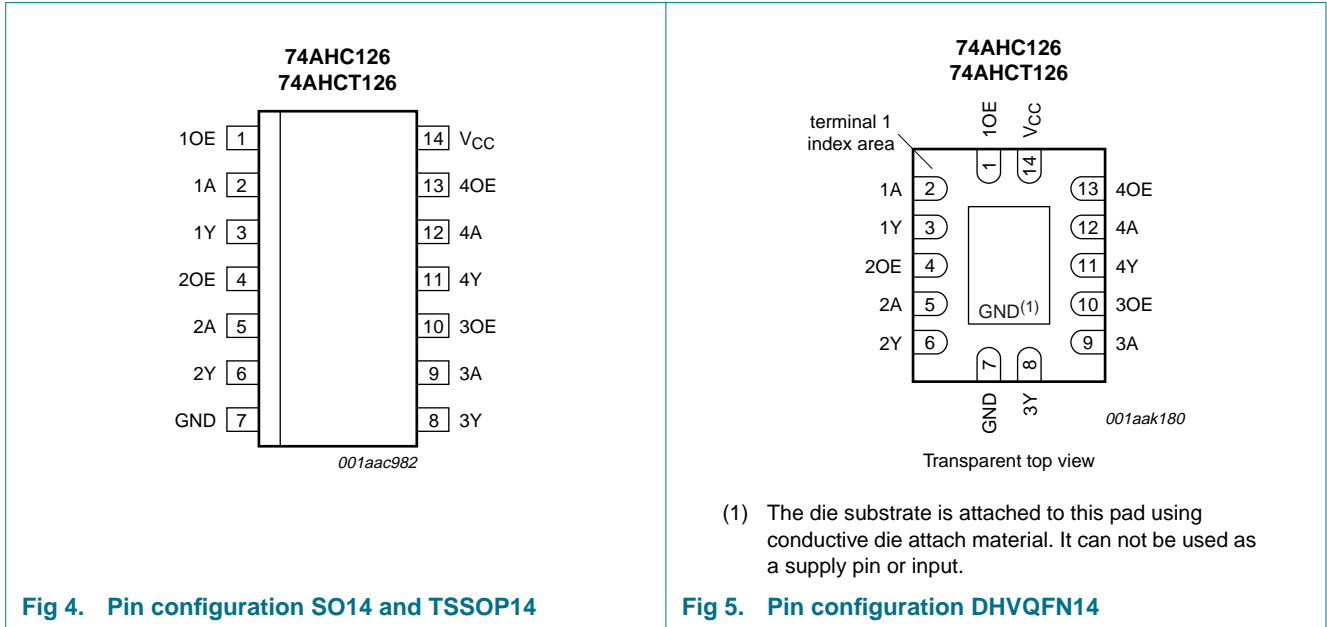 74AHC126
74AHCT126
1OE 1 14 VCC
1A 2 13 4OE
1Y 3 12 4A
2OE 4 11 4Y
2A 5 10 3OE
2Y 6 9 3A
GND 7 8 3Y
001aac982
Fig 4. Pin configuration SO14 and TSSOP14
74AHC126
74AHCT126
terminal 1
index area
1OE VCC
1 14
1A 2 13 4OE
1Y 3 12 4A
2OE 4 11 4Y
2A 5 10 3OE
GND(1)
2Y 6 9 3A
7 8
GND 3Y
001aak180
Transparent top view
(1) The die substrate is attached to this pad using
conductive die attach material. It can not be used as
a supply pin or input.
Fig 5. Pin configuration DHVQFN14